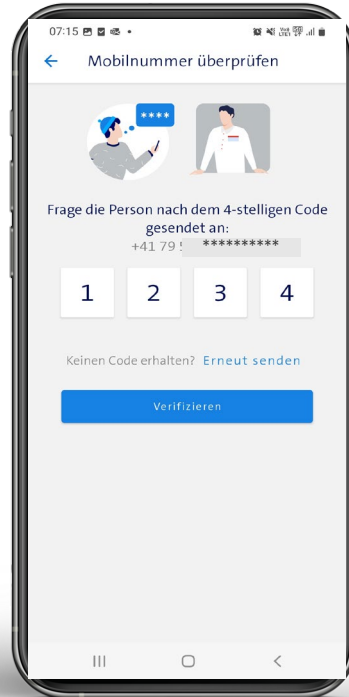 07:15
Mobilnummer überprüfen
****
Frage die Person nach dem 4-stelligen Code
gesendet an:
+41 79 5 **********
1 2 3 4
Keinen Code erhalten? Erneut senden
Verifizieren